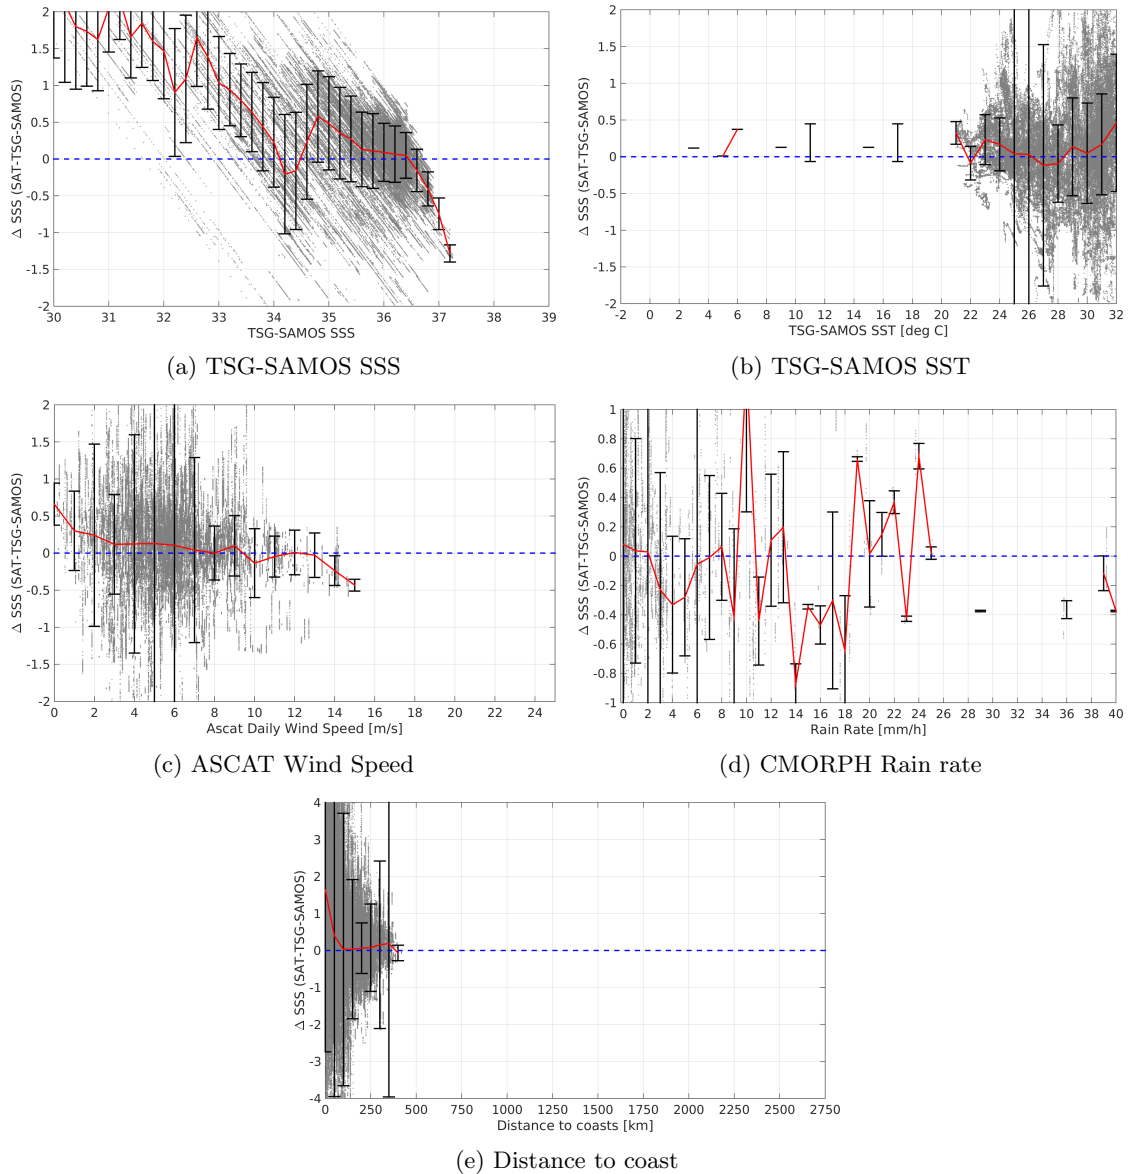 2
1.5
1
0.5
0
-0.5
-1
-1.5
-2
Δ SSS (SAT-TSG-SAMOS)
30 31 32 33 34 35 36 37 38 39
TSG-SAMOS SSS
(a) TSG-SAMOS SSS
2
1.5
1
0.5
0
-0.5
-1
-1.5
-2
Δ SSS (SAT-TSG-SAMOS)
-2 0 2 4 6 8 10 12 14 16 18 20 22 24 26 28 30 32
TSG-SAMOS SST [deg C]
(b) TSG-SAMOS SST
2
1.5
1
0.5
0
-0.5
-1
-1.5
-2
Δ SSS (SAT-TSG-SAMOS)
0 2 4 6 8 10 12 14 16 18 20 22 24
Ascat Daily Wind Speed [m/s]
(c) ASCAT Wind Speed
1
0.8
0.6
0.4
0.2
0
-0.2
-0.4
-0.6
-0.8
-1
Δ SSS (SAT-TSG-SAMOS)
0 2 4 6 8 10 12 14 16 18 20 22 24 26 28 30 32 34 36 38 40
Rain Rate [mm/h]
(d) CMORPH Rain rate
4
3
2
1
0
-1
-2
-3
-4
Δ SSS (SAT-TSG-SAMOS)
0 250 500 750 1000 1250 1500 1750 2000 2250 2500 2750
Distance to coasts [km]
(e) Distance to coast